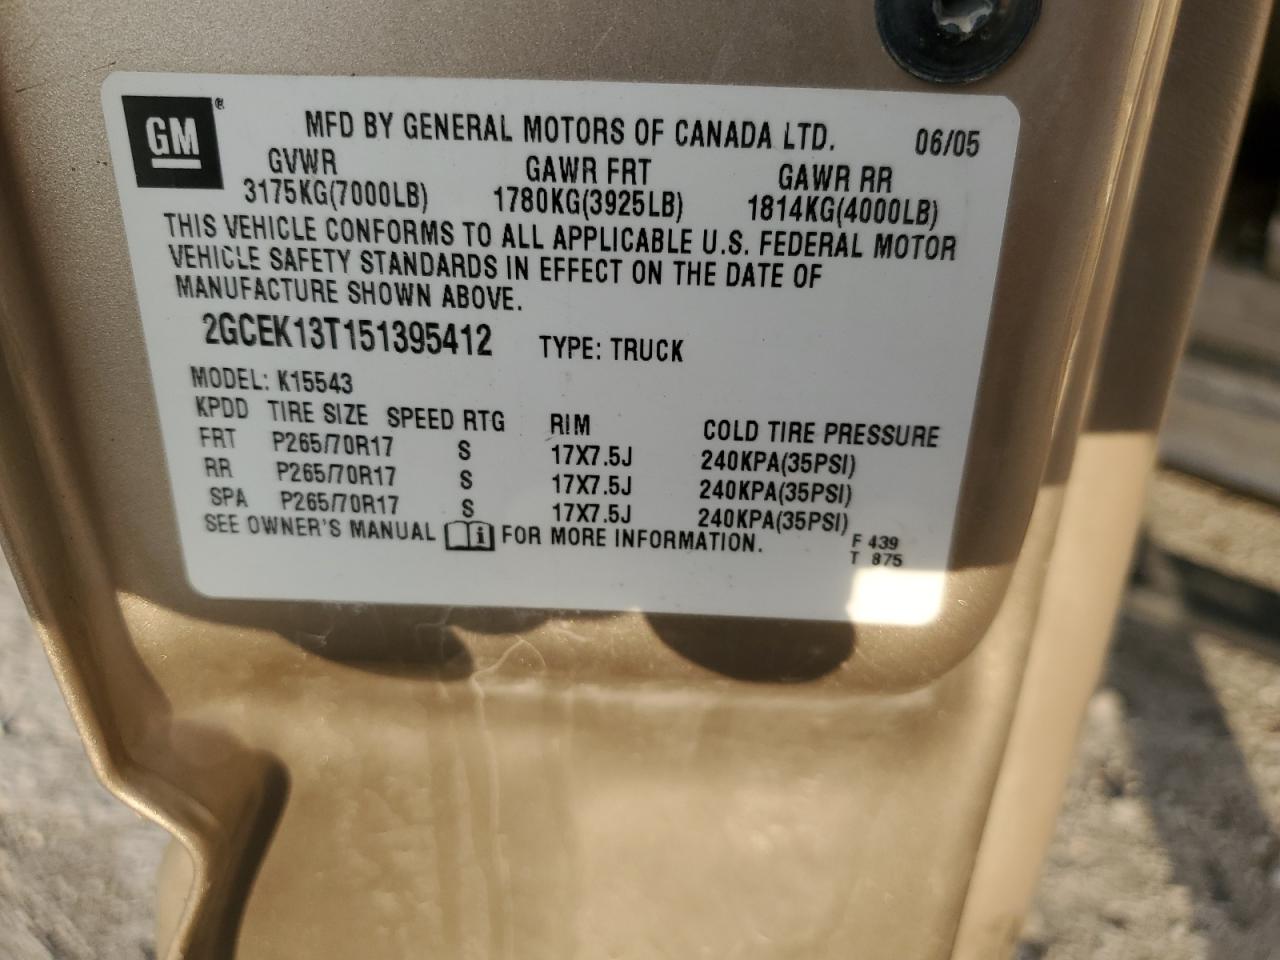 GM®
MFD BY GENERAL MOTORS OF CANADA LTD. 06/05
GVWR GAWR FRT GAWR RR
3175KG(7000LB) 1780KG(3925LB) 1814KG(4000LB)
THIS VEHICLE CONFORMS TO ALL APPLICABLE U.S. FEDERAL MOTOR
VEHICLE SAFETY STANDARDS IN EFFECT ON THE DATE OF
MANUFACTURE SHOWN ABOVE.
2GCEK13T151395412 TYPE: TRUCK
MODEL: K15543
KPDD TIRE SIZE SPEED RTG RIM COLD TIRE PRESSURE
FRT P265/70R17 S 17X7.5J 240KPA(35PSI)
RR P265/70R17 S 17X7.5J 240KPA(35PSI)
SPA P265/70R17 S 17X7.5J 240KPA(35PSI)
SEE OWNER'S MANUAL i FOR MORE INFORMATION.
F 439
T 875